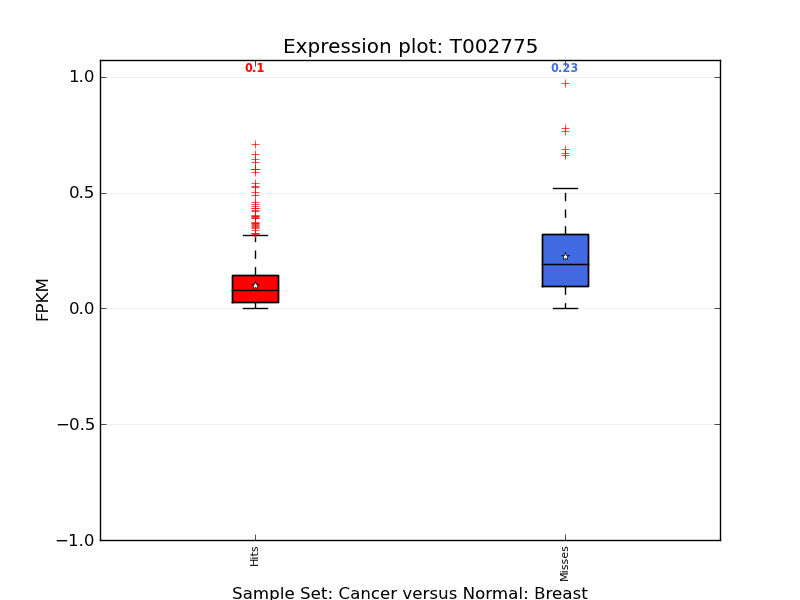 Expression plot: T002775
0.1
0.23
1.0
0.5
0.0
−0.5
−1.0
FPKM
Hits
Misses
Sample Set: Cancer versus Normal: Breast